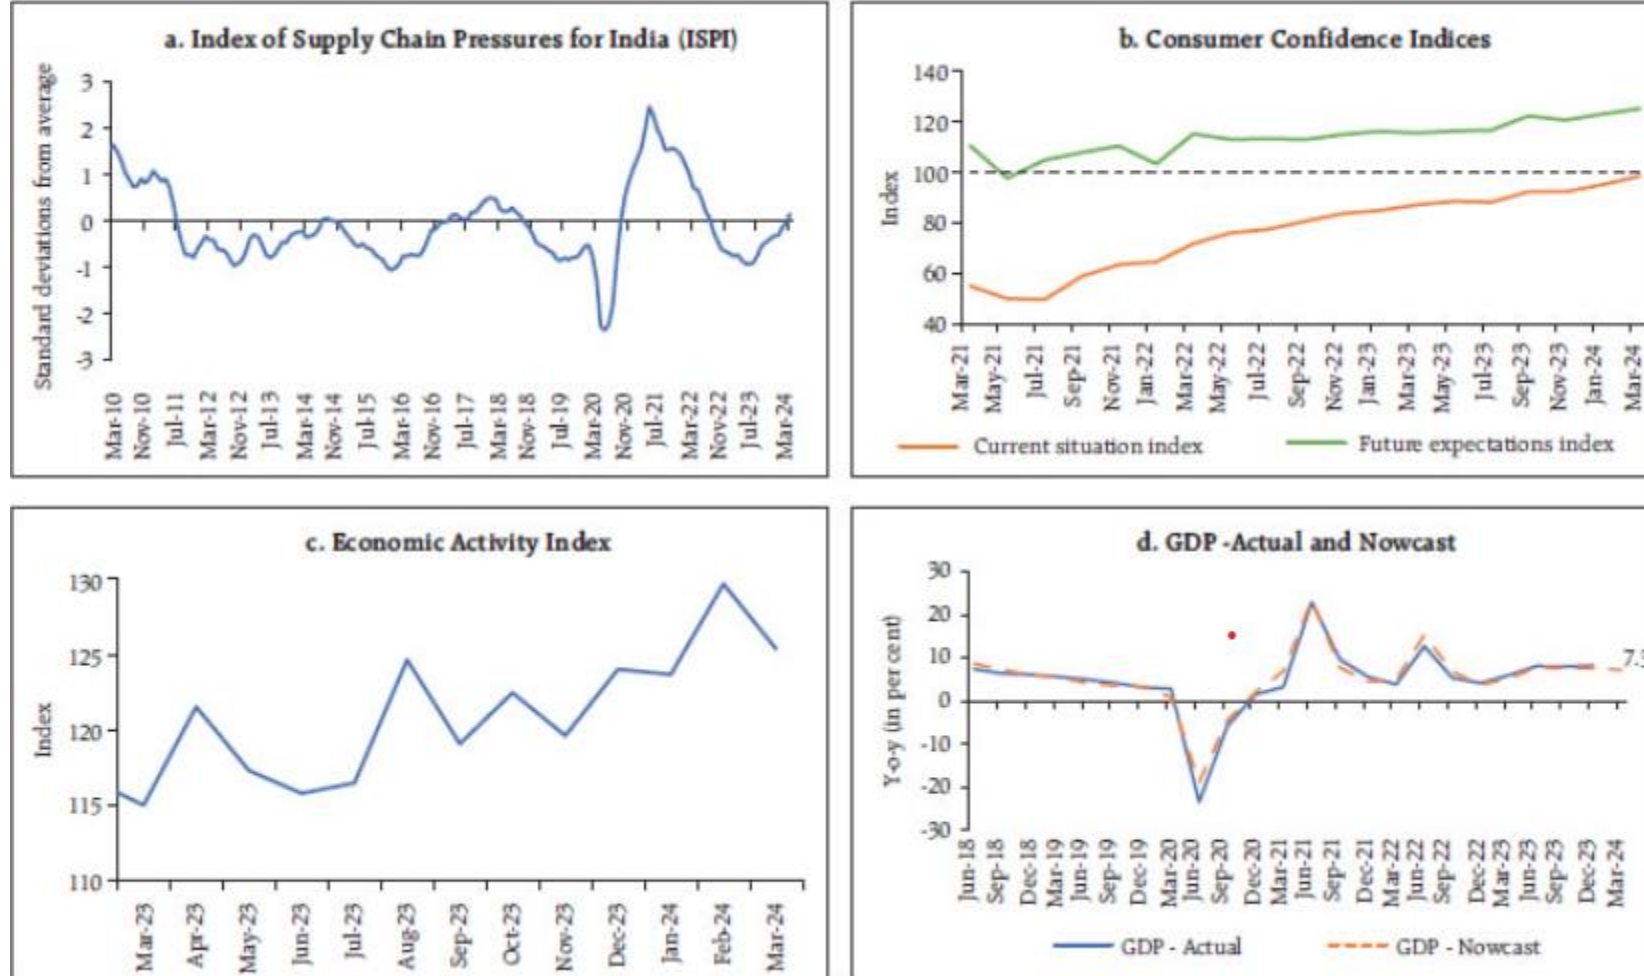 a. Index of Supply Chain Pressures for India (ISPI)
Standard deviations from average
3
2
1
0
-1
-2
-3
Mar-10
Nov-10
Jul-11
Mar-12
Nov-12
Jul-13
Mar-14
Nov-14
Jul-15
Mar-16
Nov-16
Jul-17
Mar-18
Nov-18
Jul-19
Mar-20
Nov-20
Jul-21
Mar-22
Nov-22
Jul-23
Mar-24
b. Consumer Confidence Indices
Index
140
120
100
80
60
40
Mar-21
May-21
Jul-21
Sep-21
Nov-21
Jan-22
Mar-22
May-22
Jul-22
Sep-22
Nov-22
Jan-23
Mar-23
May-23
Jul-23
Sep-23
Nov-23
Jan-24
Mar-24
Current situation index
Future expectations index
c. Economic Activity Index
Index
130
125
120
115
110
Mar-23
Apr-23
May-23
Jun-23
Jul-23
Aug-23
Sep-23
Oct-23
Nov-23
Dec-23
Jan-24
Feb-24
Mar-24
d. GDP -Actual and Nowcast
Y-o-y (in per cent)
30
20
10
0
-10
-20
-30
Jun-18
Sep-18
Dec-18
Mar-19
Jun-19
Sep-19
Dec-19
Mar-20
Jun-20
Sep-20
Dec-20
Mar-21
Jun-21
Sep-21
Dec-21
Mar-22
Jun-22
Sep-22
Dec-22
Mar-23
Jun-23
Sep-23
Dec-23
Mar-24
GDP - Actual
GDP - Nowcast